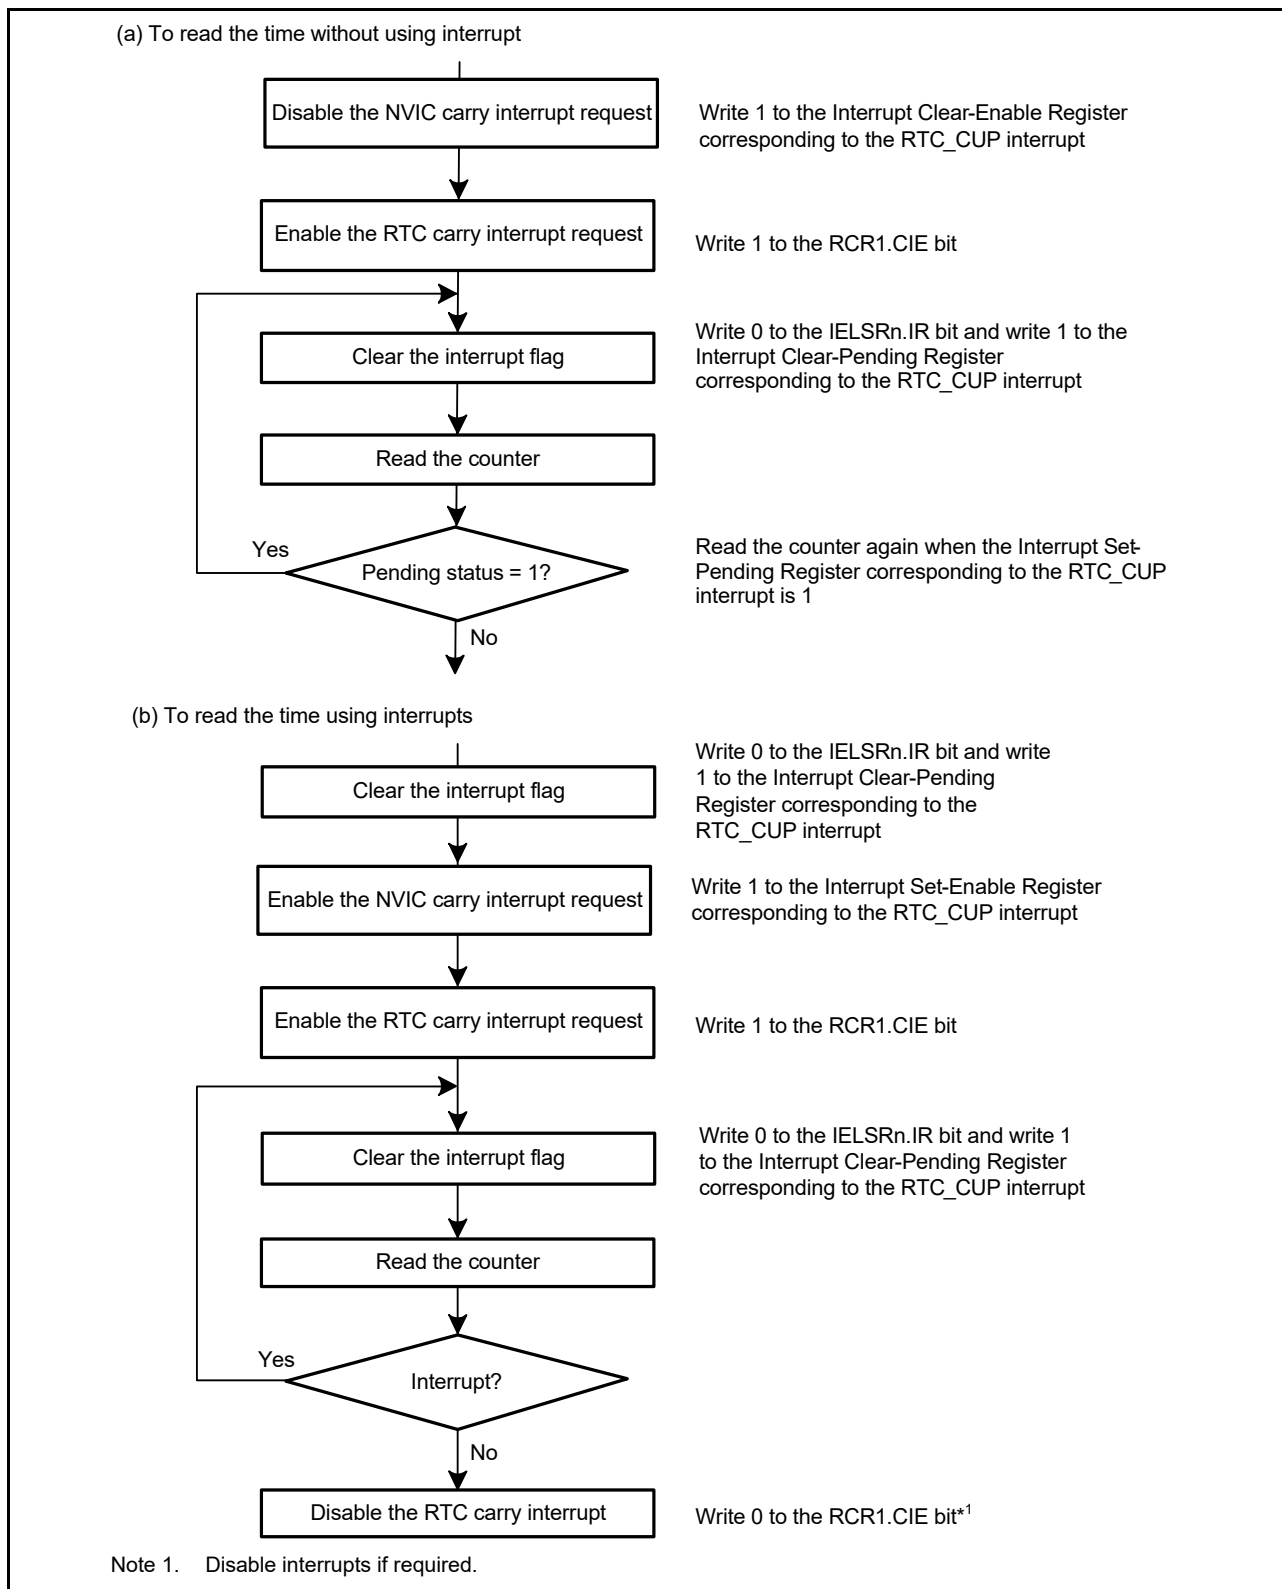 (a) To read the time without using interrupt
Disable the NVIC carry interrupt request
Write 1 to the Interrupt Clear-Enable Register
corresponding to the RTC_CUP interrupt
Enable the RTC carry interrupt request
Write 1 to the RCR1.CIE bit
Clear the interrupt flag
Write 0 to the IELSRn.IR bit and write 1 to the
Interrupt Clear-Pending Register
corresponding to the RTC_CUP interrupt
Read the counter
Yes
Pending status = 1?
Read the counter again when the Interrupt Set-
Pending Register corresponding to the RTC_CUP
interrupt is 1
No
(b) To read the time using interrupts
Clear the interrupt flag
Write 0 to the IELSRn.IR bit and write
1 to the Interrupt Clear-Pending
Register corresponding to the
RTC_CUP interrupt
Enable the NVIC carry interrupt request
Write 1 to the Interrupt Set-Enable Register
corresponding to the RTC_CUP interrupt
Enable the RTC carry interrupt request
Write 1 to the RCR1.CIE bit
Clear the interrupt flag
Write 0 to the IELSRn.IR bit and write 1
to the Interrupt Clear-Pending Register
corresponding to the RTC_CUP interrupt
Read the counter
Yes
Interrupt?
No
Disable the RTC carry interrupt
Write 0 to the RCR1.CIE bit*1
Note 1. Disable interrupts if required.